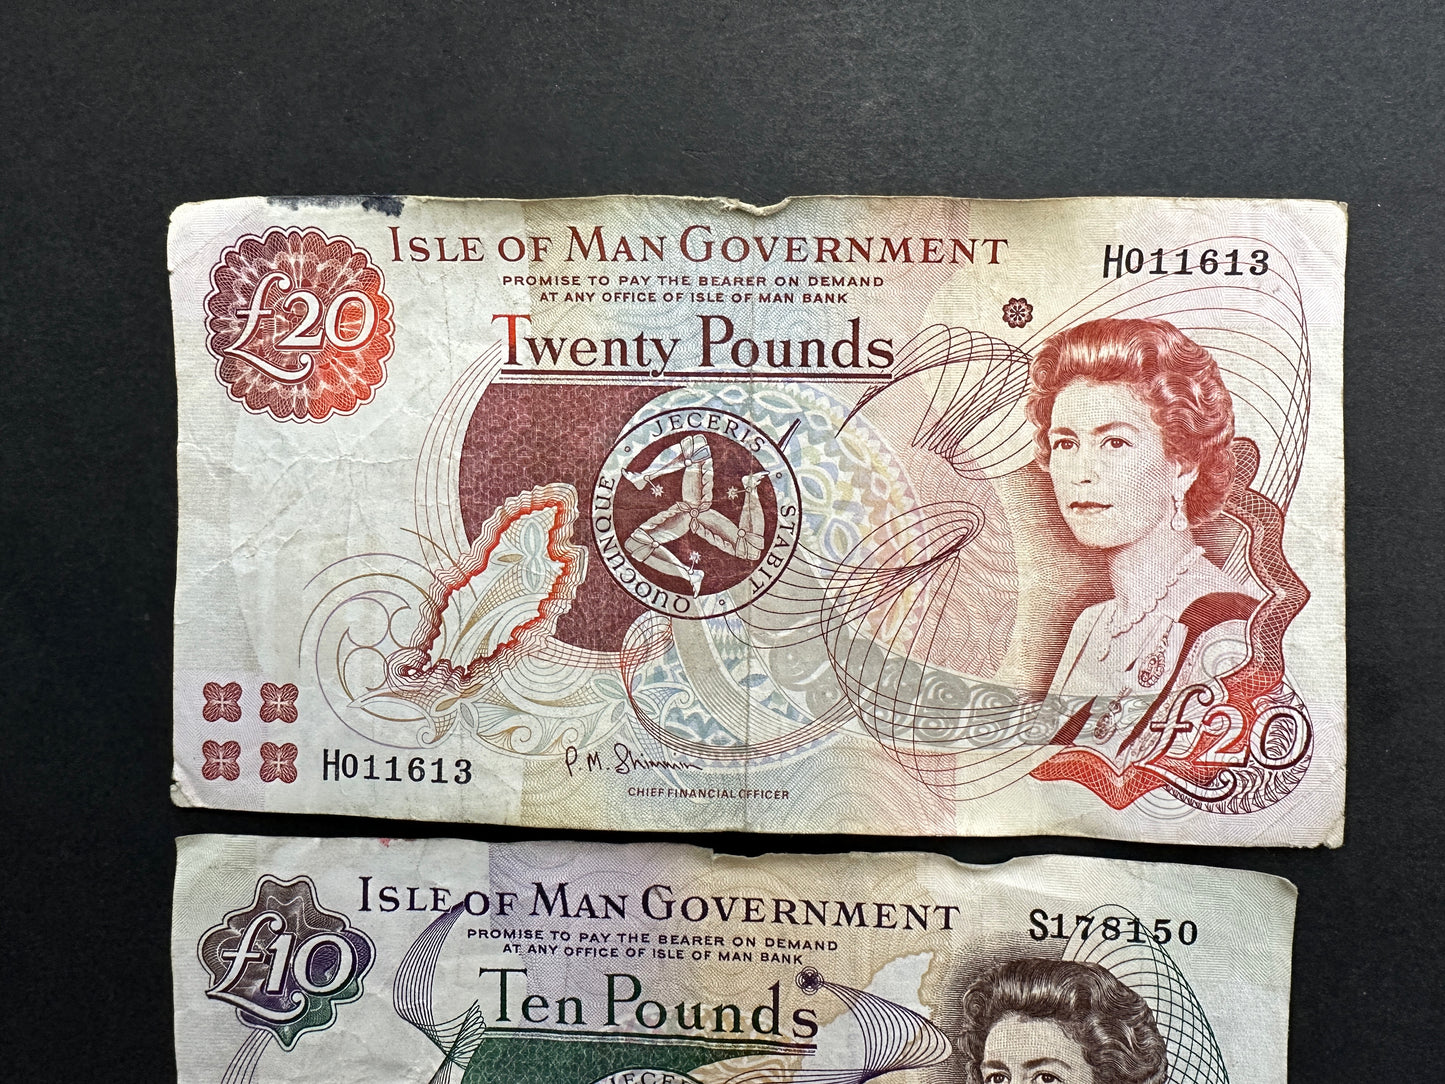 £20
ISLE OF MAN GOVERNMENT
PROMISE TO PAY THE BEARER ON DEMAND
AT ANY OFFICE OF ISLE OF MAN BANK
Twenty Pounds
H011613
QUOCUNQUE · JECERIS · STABIT ·
£20
H011613
P. M. Shimmin
CHIEF FINANCIAL OFFICER
£10
ISLE OF MAN GOVERNMENT
PROMISE TO PAY THE BEARER ON DEMAND
AT ANY OFFICE OF ISLE OF MAN BANK
Ten Pounds
S178150